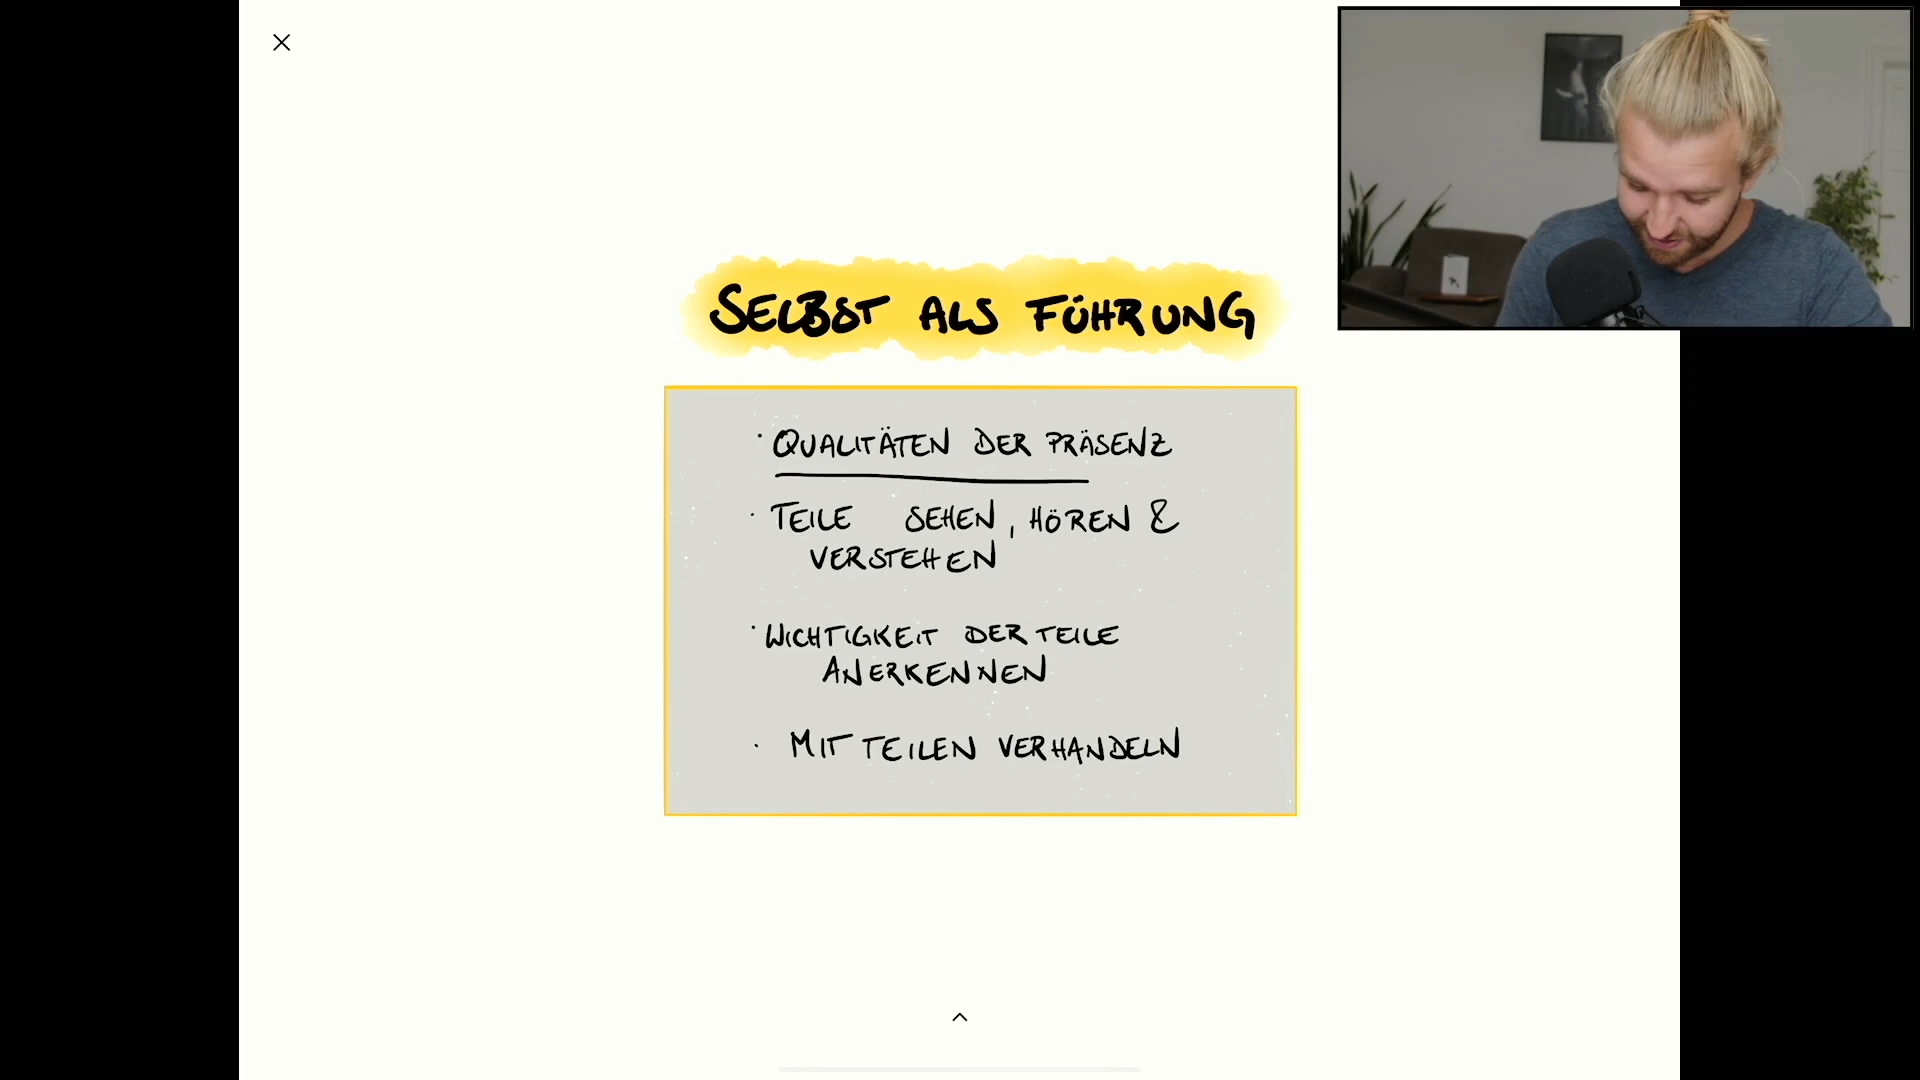 SELBST ALS FÜHRUNG
· QUALITÄTEN DER PRÄSENZ
· TEILE SEHEN, HÖREN &
VERSTEHEN
· WICHTIGKEIT DER TEILE
ANERKENNEN
· MIT TEILEN VERHANDELN